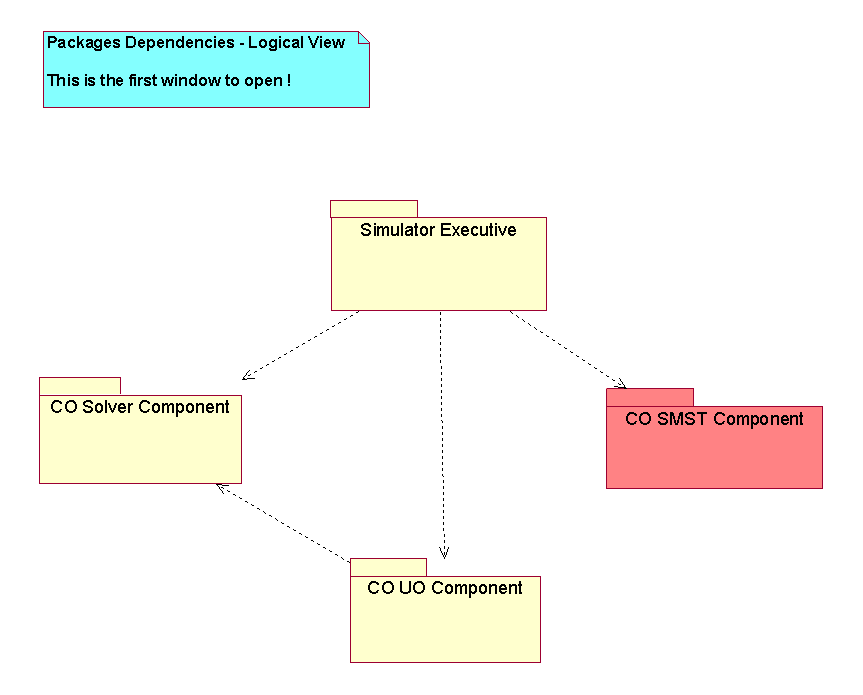 Packages Dependencies - Logical View
This is the first window to open !
Simulator Executive
CO Solver Component
CO SMST Component
CO UO Component